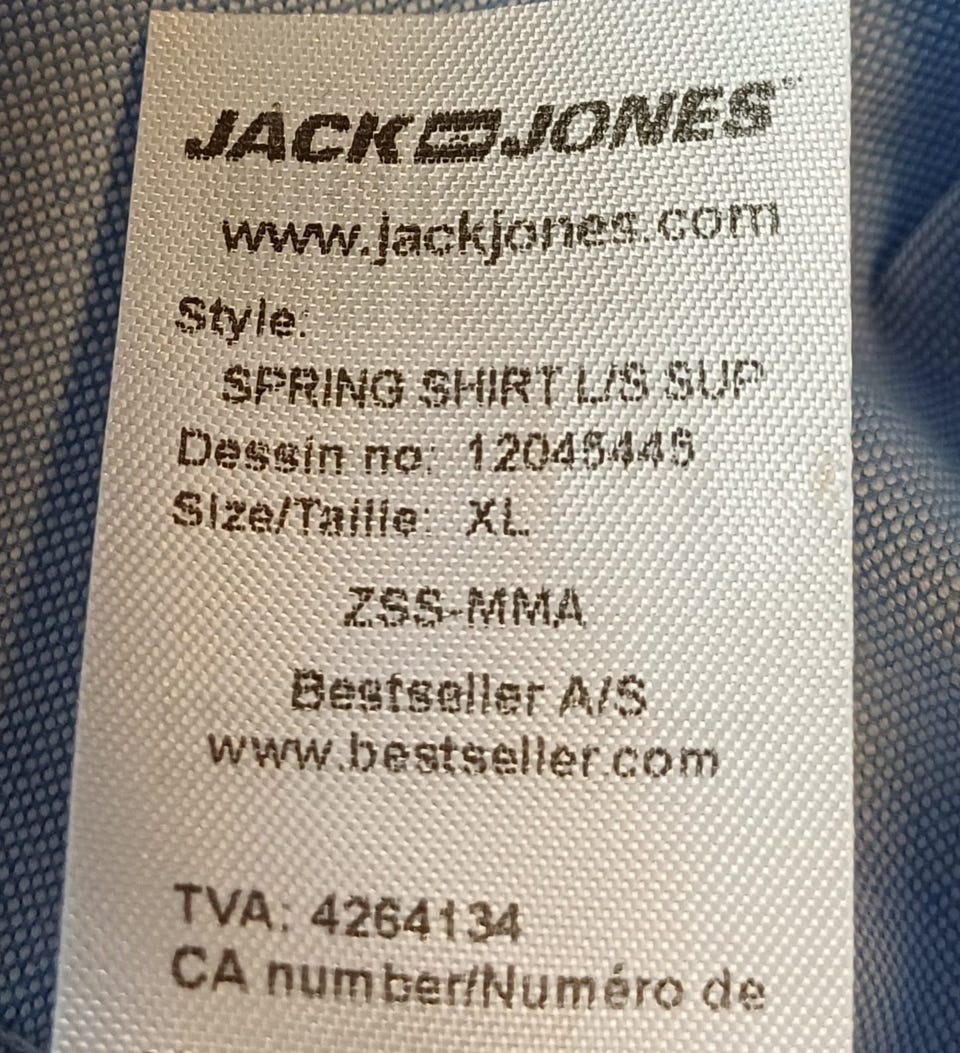 JACK JONES
www.jackjones.com
Style:
SPRING SHIRT L/S SUP
Dessin no:
Size/Taille: XL
ZSS-MMA
Bestseller A/S
www.bestseller.com
TVA: 4264134
CA number/Numéro de